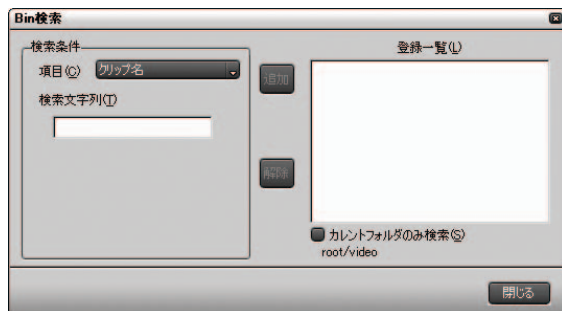 Bin検索
検索条件
項目(C)
クリップ名
検索文字列(T)
追加
解除
登録一覧(L)
カレントフォルダのみ検索(S)
root/video
閉じる